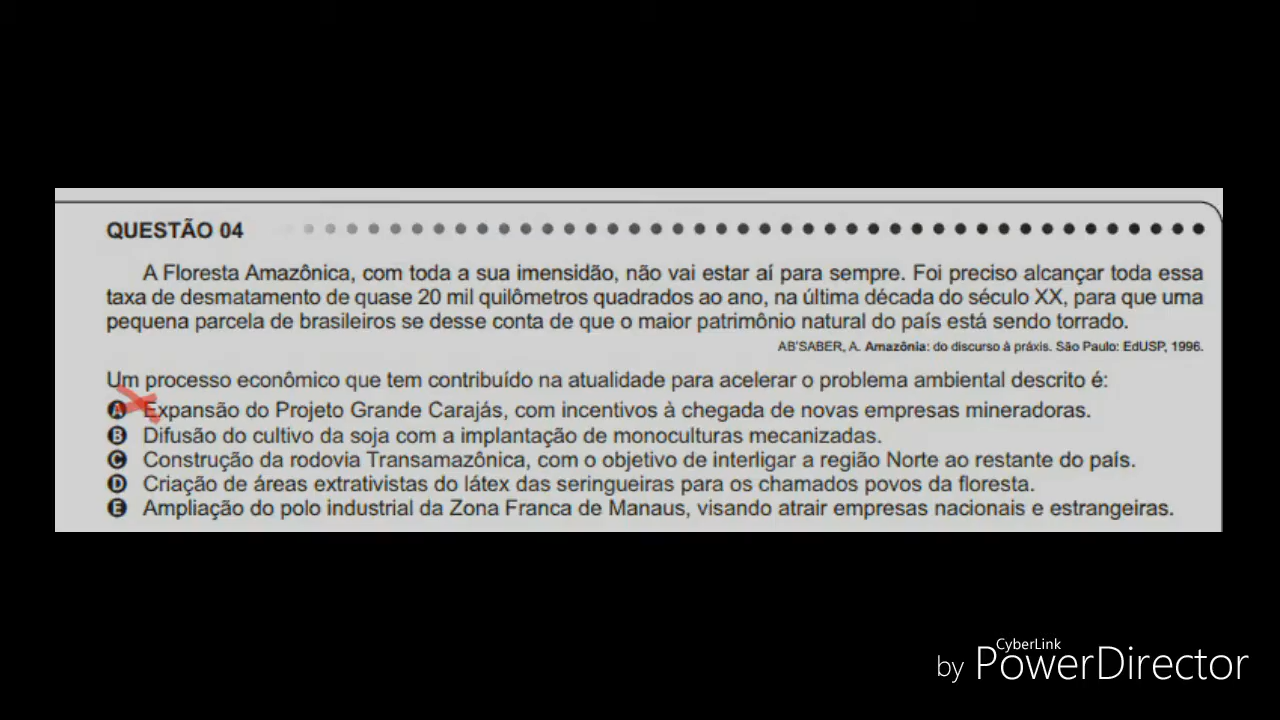 QUESTÃO 04
A Floresta Amazônica, com toda a sua imensidão, não vai estar aí para sempre. Foi preciso alcançar toda essa
taxa de desmatamento de quase 20 mil quilômetros quadrados ao ano, na última década do século XX, para que uma
pequena parcela de brasileiros se desse conta de que o maior patrimônio natural do país está sendo torrado.
AB'SABER, A. Amazônia: do discurso à práxis. São Paulo: EdUSP, 1996.
Um processo econômico que tem contribuído na atualidade para acelerar o problema ambiental descrito é:
A Expansão do Projeto Grande Carajás, com incentivos à chegada de novas empresas mineradoras.
B Difusão do cultivo da soja com a implantação de monoculturas mecanizadas.
C Construção da rodovia Transamazônica, com o objetivo de interligar a região Norte ao restante do país.
D Criação de áreas extrativistas do látex das seringueiras para os chamados povos da floresta.
E Ampliação do polo industrial da Zona Franca de Manaus, visando atrair empresas nacionais e estrangeiras.
CyberLink
by PowerDirector